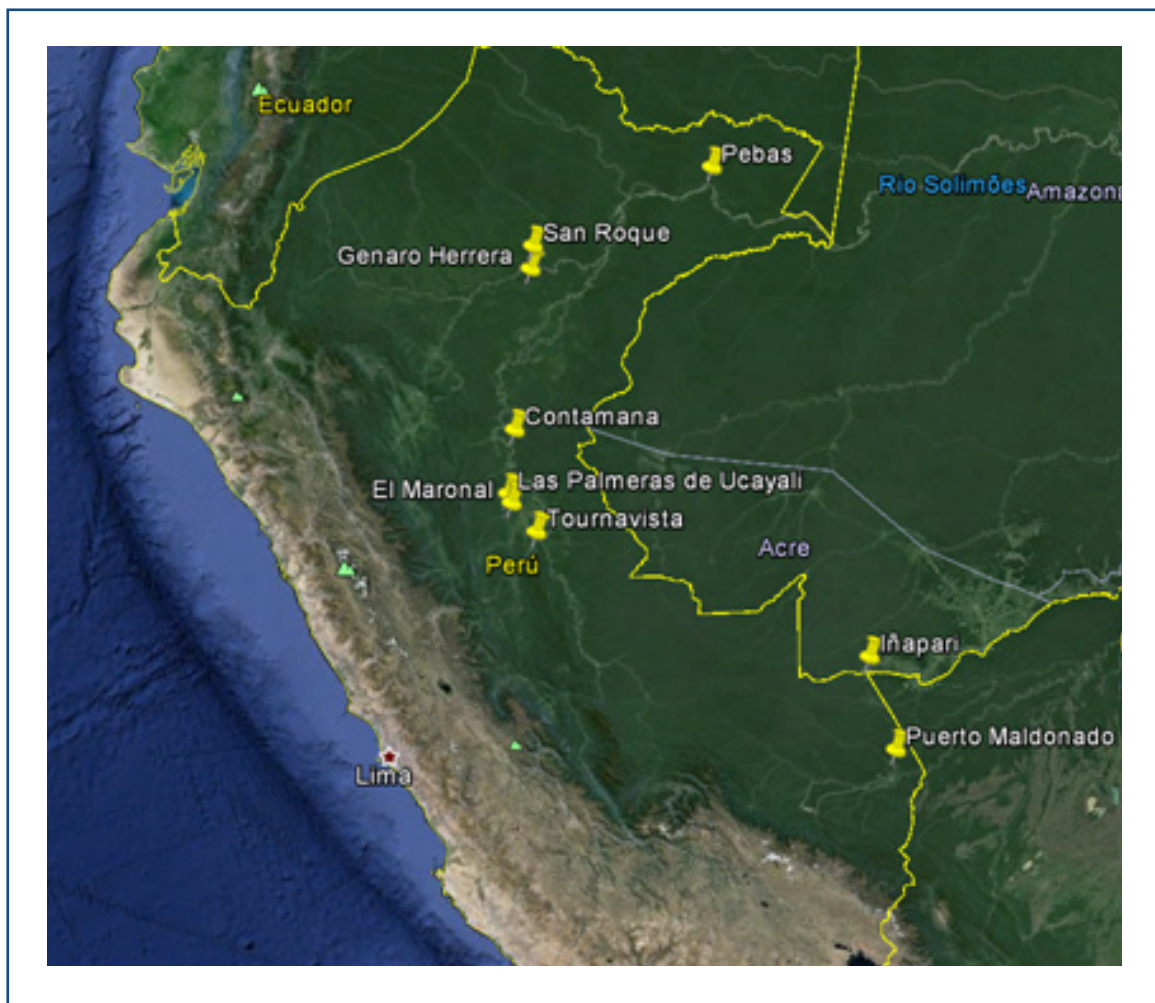 Ecuador
Pebas
Rio Solimões
Amazona
San Roque
Genaro Herrera
Contamana
Las Palmeras de Ucayali
El Maronal
Tournavista
Perú
Acre
Iñapari
Puerto Maldonado
Lima